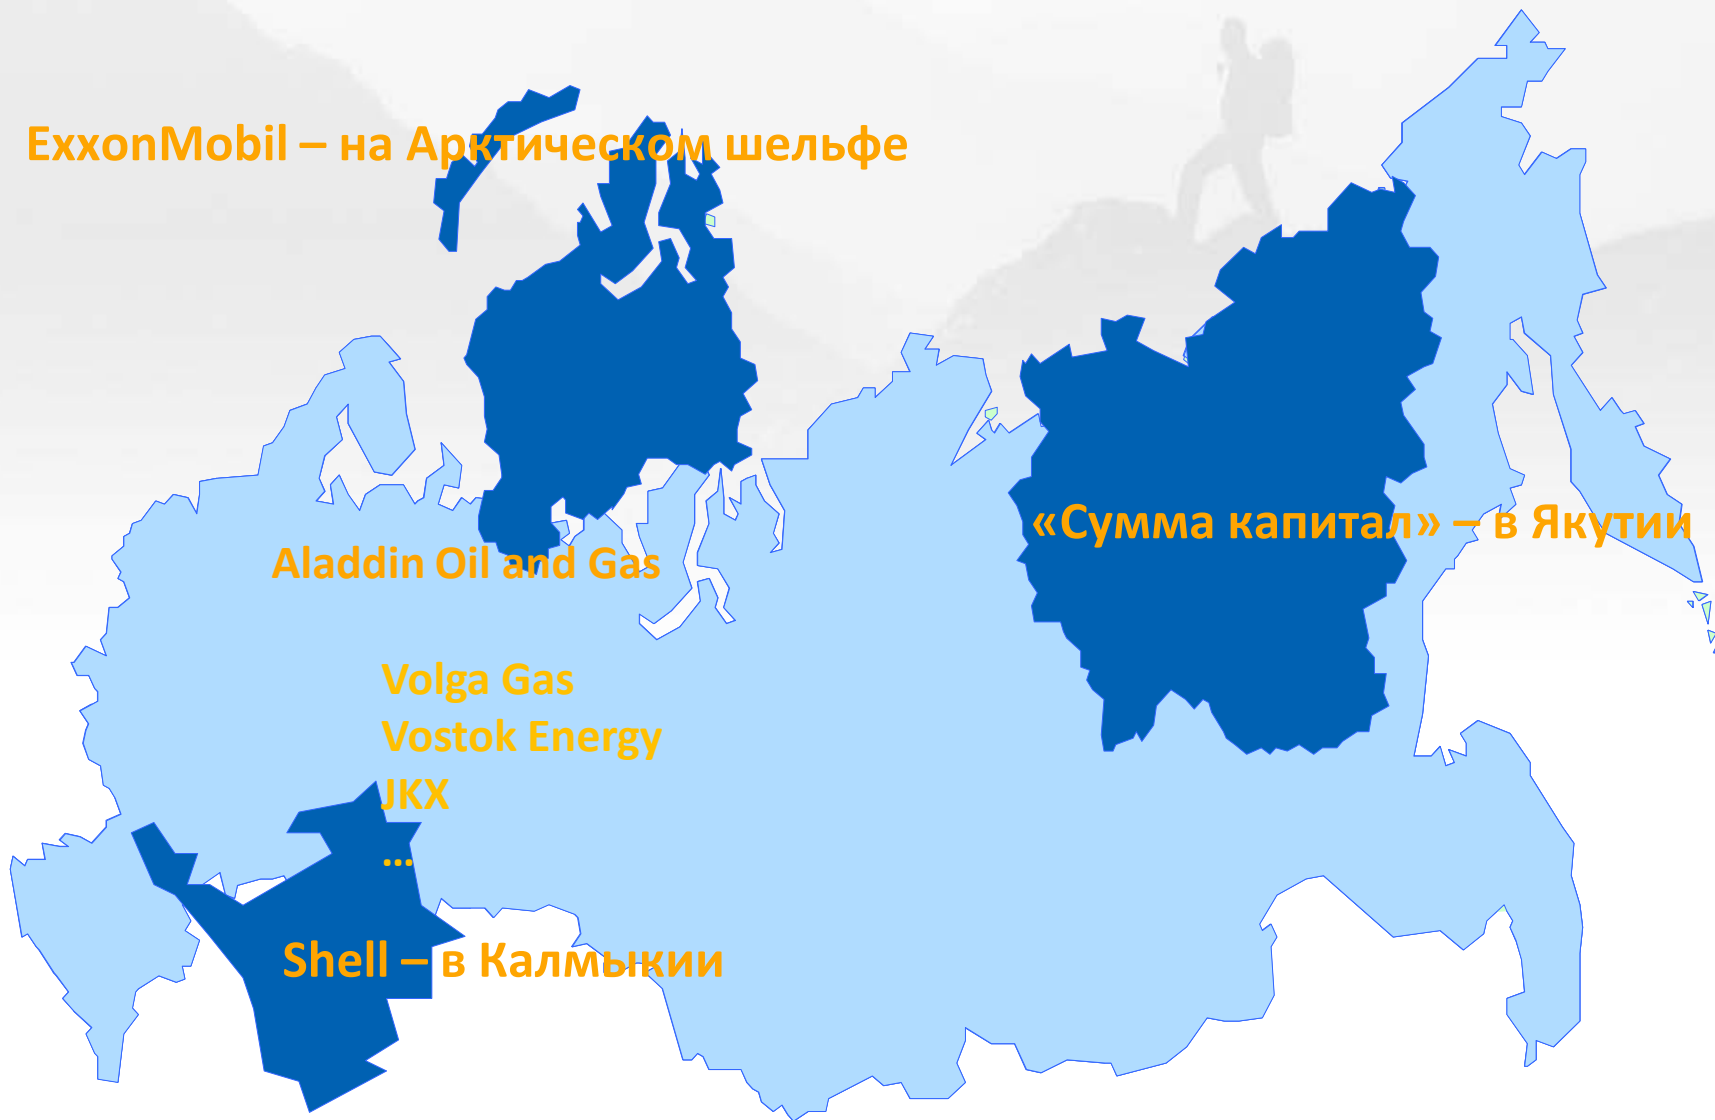 ExxonMobil – на Арктическом шельфе
«Сумма капитал» – в Якутии
Aladdin Oil and Gas
Volga Gas
Vostok Energy
JKX
...
Shell – в Калмыкии